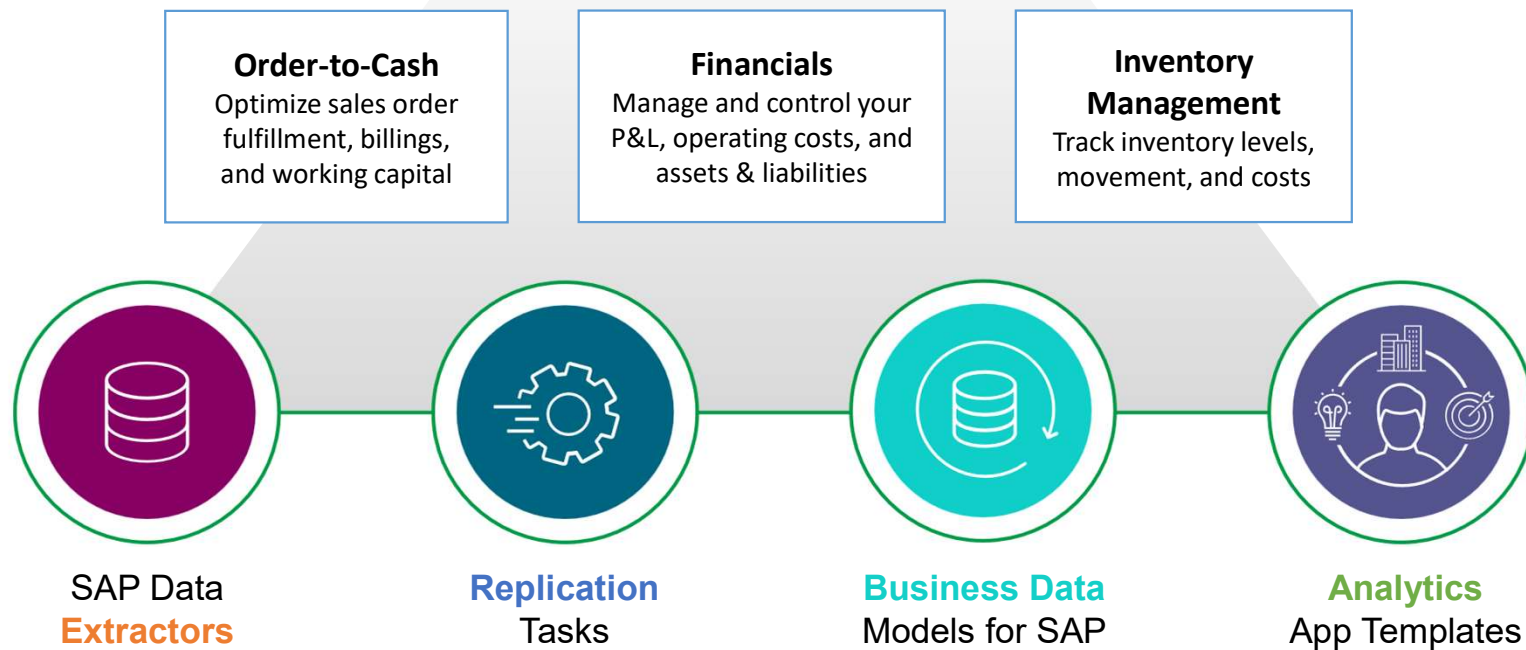 Order-to-Cash
Optimize sales order
fulfillment, billings,
and working capital
Financials
Manage and control your
P&L, operating costs, and
assets & liabilities
Inventory
Management
Track inventory levels,
movement, and costs
SAP Data
Extractors
Replication
Tasks
Business Data
Models for SAP
Analytics
App Templates